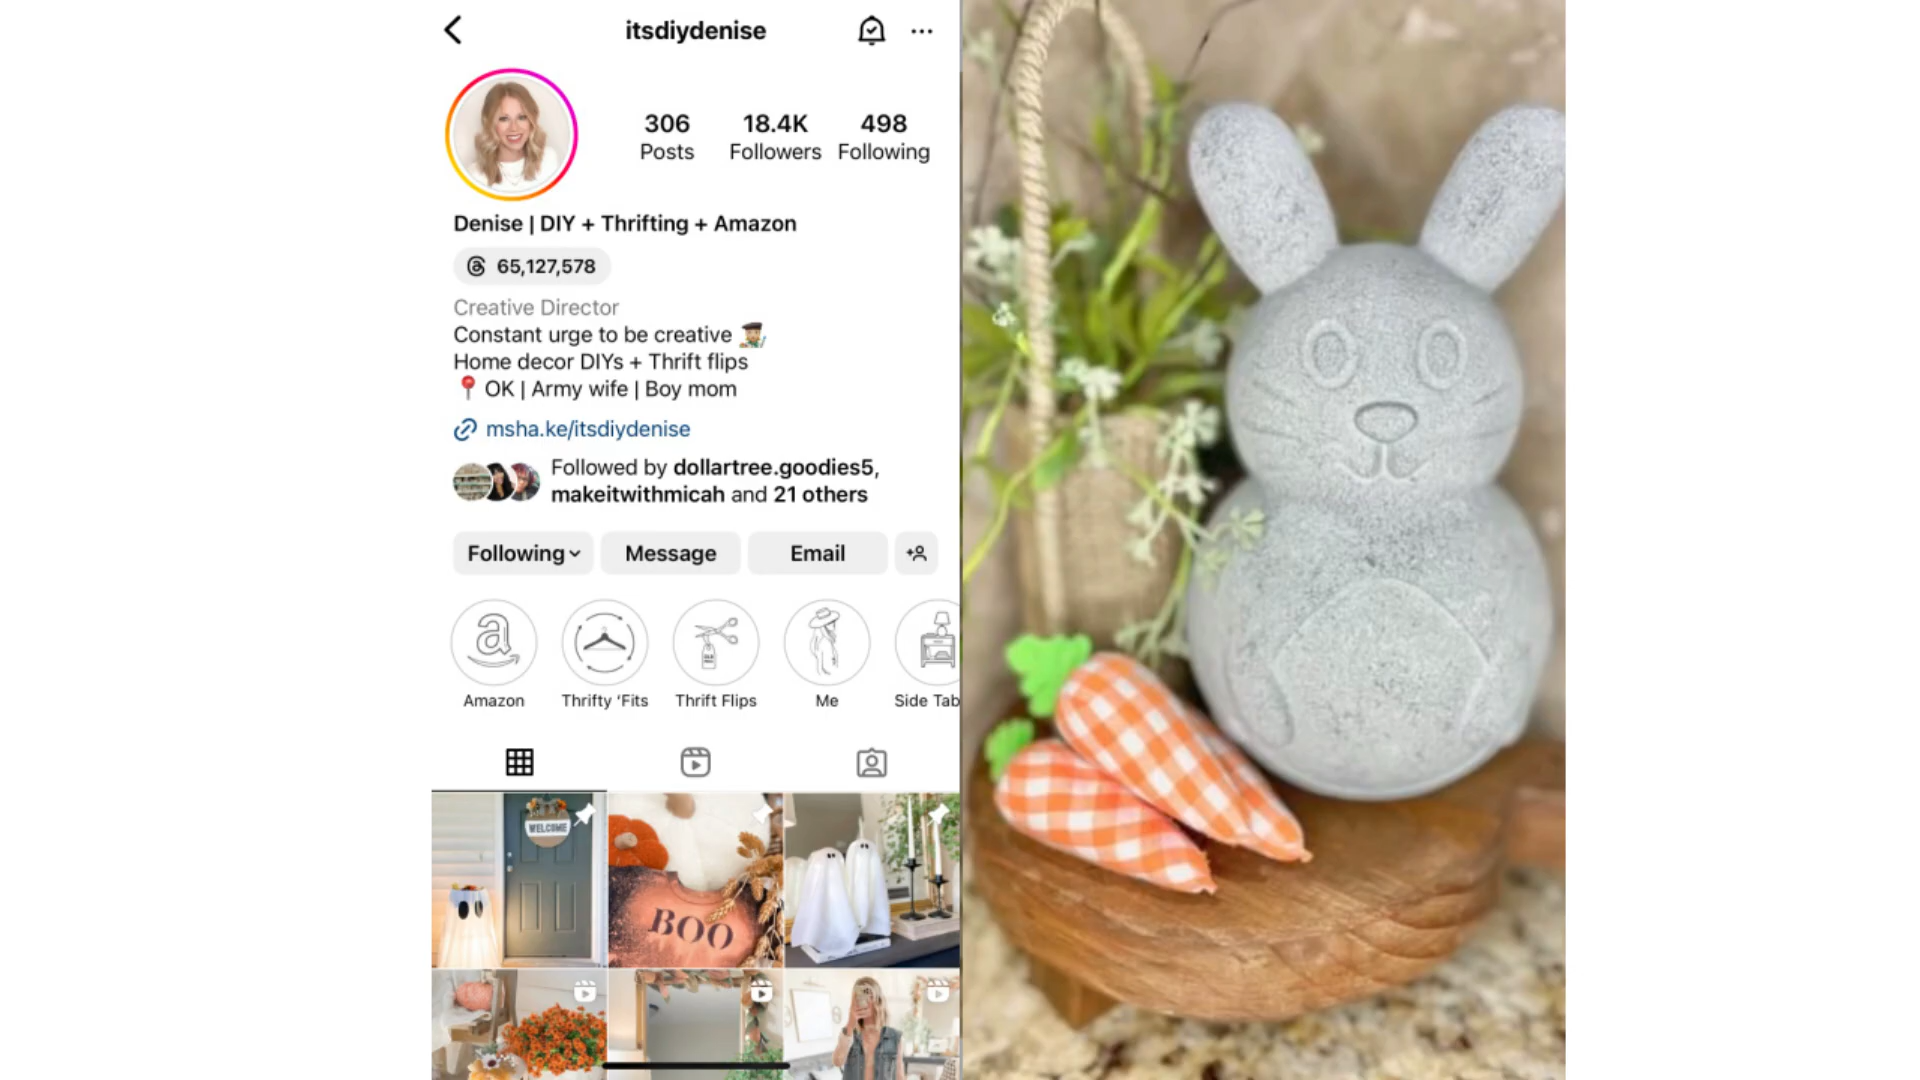 itsdiydenise
306
Posts
18.4K
Followers
498
Following
Denise | DIY + Thrifting + Amazon
65,127,578
Creative Director
Constant urge to be creative
Home decor DIYs + Thrift flips
OK | Army wife | Boy mom
msha.ke/itsdiydenise
Followed by dollartree.goodies5,
makeitwithmicah and 21 others
Following
Message
Email
Amazon
Thrifty ‘Fits
Thrift Flips
Me
Side Tab
WELCOME
BOO